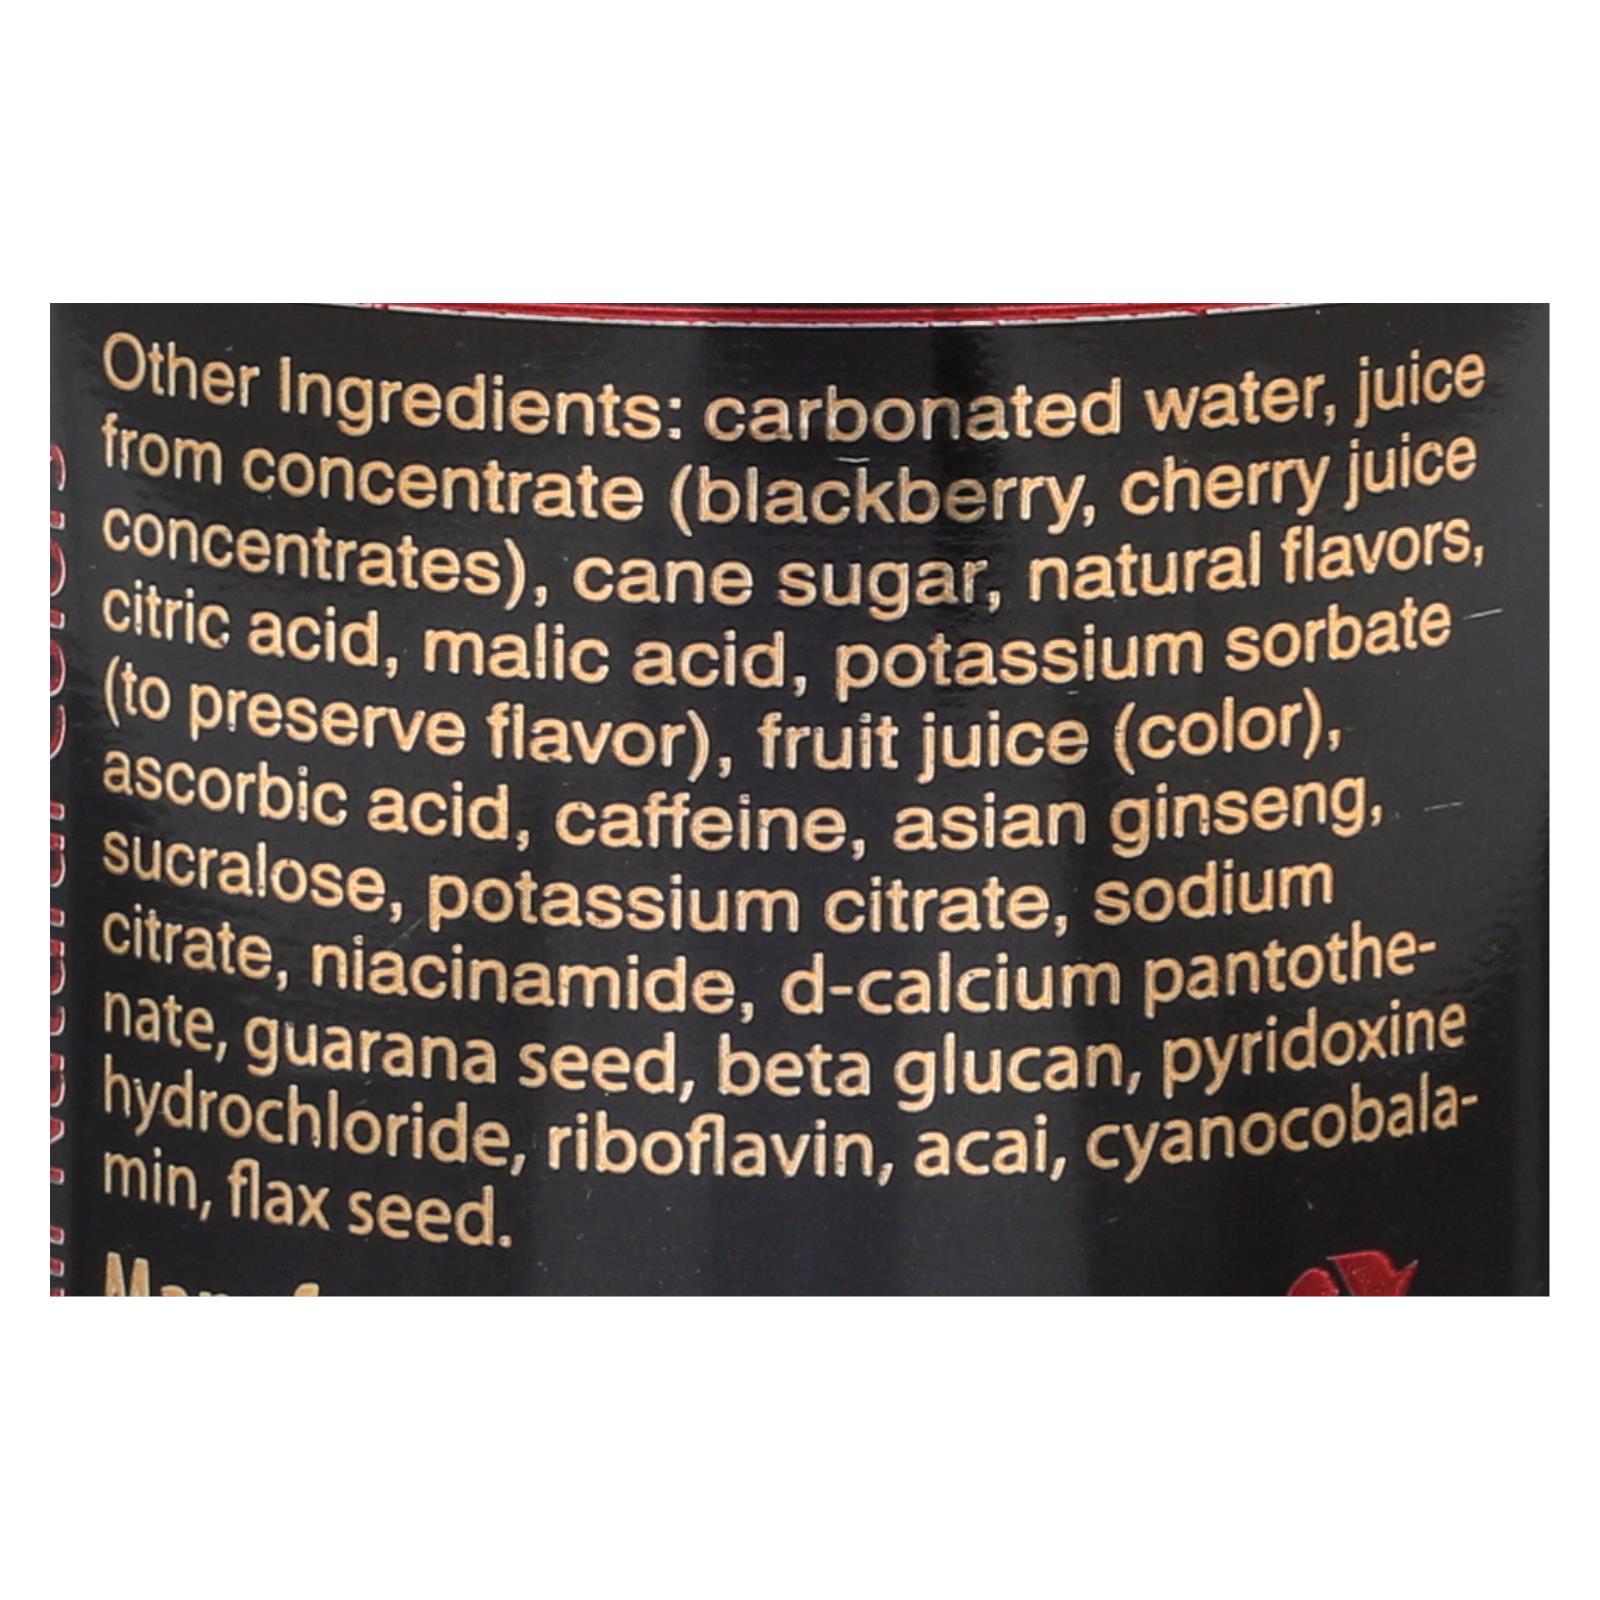 Other Ingredients: carbonated water, juice
from concentrate (blackberry, cherry juice
concentrates), cane sugar, natural flavors,
citric acid, malic acid, potassium sorbate
(to preserve flavor), fruit juice (color),
ascorbic acid, caffeine, asian ginseng,
sucralose, potassium citrate, sodium
citrate, niacinamide, d-calcium pantothe-
nate, guarana seed, beta glucan, pyridoxine
hydrochloride, riboflavin, acai, cyanocobala-
min, flax seed.